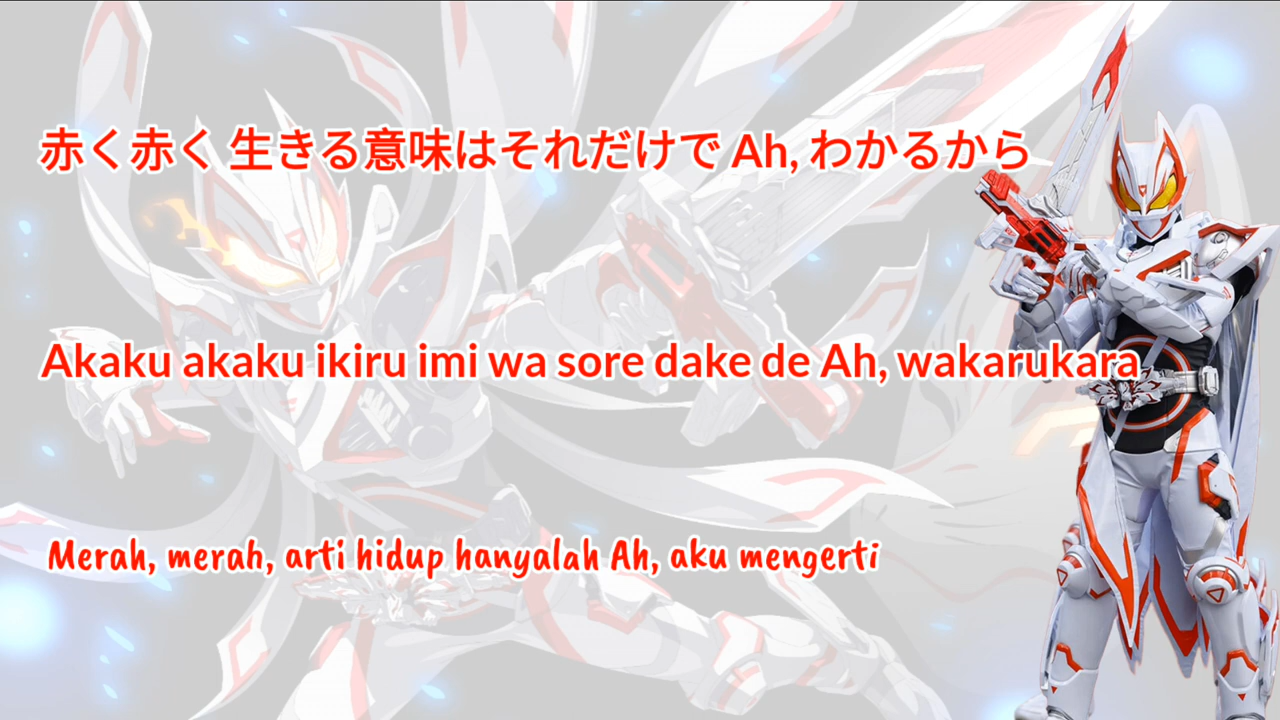 赤く赤く 生きる意味はそれだけで Ah, わかるから
Akaku akaku ikiru imi wa sore dake de Ah, wakarukara
Merah, merah, arti hidup hanyalah Ah, aku mengerti